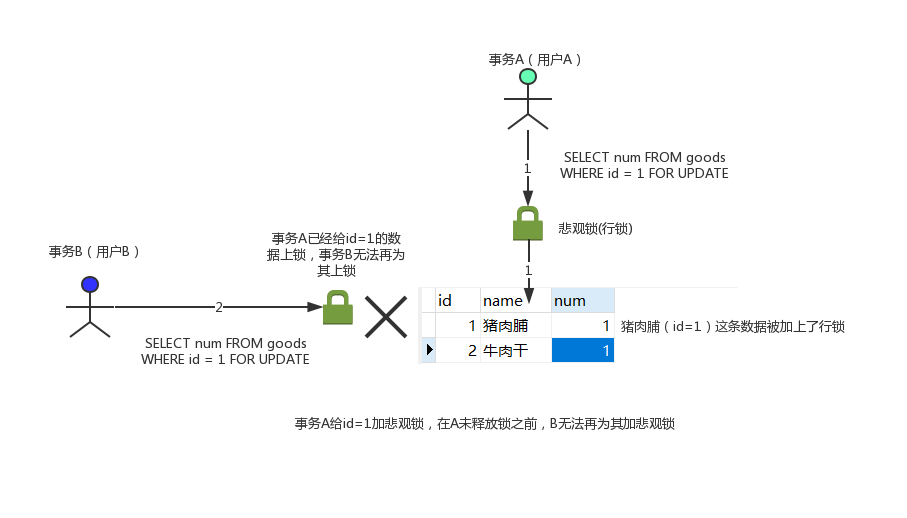 事务A（用户A）
1
SELECT num FROM goods
WHERE id = 1 FOR UPDATE
悲观锁(行锁)
1
事务B（用户B）
2
SELECT num FROM goods
WHERE id = 1 FOR UPDATE
事务A已经给id=1的数
据上锁，事务B无法再为
其上锁
id name num
1 猪肉脯 1
2 牛肉干 1
猪肉脯（id=1）这条数据被加上了行锁
事务A给id=1加悲观锁，在A未释放锁之前，B无法再为其加悲观锁